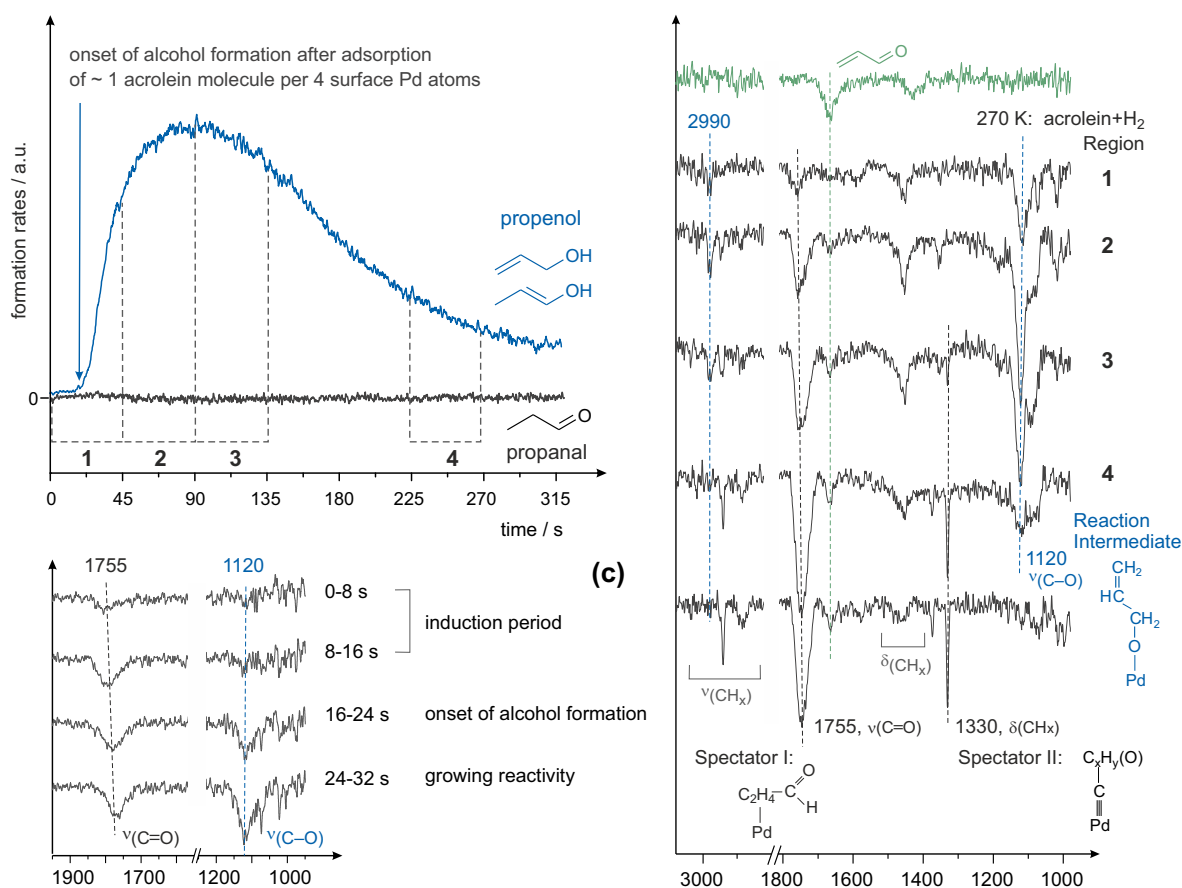 onset of alcohol formation after adsorption
of ~ 1 acrolein molecule per 4 surface Pd atoms
formation rates / a.u.
propenol
OH
OH
0
O
propanal
1 2 3 4
0 45 90 135 180 225 270 315
time / s
(c)
1755 1120
0-8 s
induction period
8-16 s
16-24 s onset of alcohol formation
24-32 s growing reactivity
ν(C=O) ν(C–O)
1900 1700 1200 1000
O
2990
270 K: acrolein+H2
Region
1
2
3
4
Reaction
Intermediate
1120
ν(C–O)
CH2
HC
CH2
O
Pd
ν(CHx)
δ(CHx)
1755, ν(C=O)
1330, δ(CHx)
Spectator I:
O
C2H4–C
H
Pd
Spectator II:
CxHy(O)
C
Pd
3000 1800 1600 1400 1200 1000